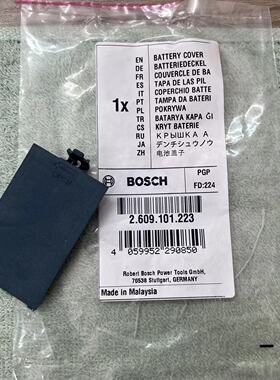 EN BATTERY COVER
DE BATTERIEDECKEL
FR COUVERCLE DE BA
ES TAPA DE LAS PIL
IT COPERCHIO BATTE
PT TAMPA DA BATERI
PL POKRYWA
TR BATARYA KAPA Ğİ
CS KRYT BATERIE
RU КРЫШКА А
JA デンチシュウノウ
ZH 电池盖子
1x
BOSCH
PGP
FD:224
2.609.101.223
4 059952 290850
Robert Bosch Power Tools GmbH,
70538 Stuttgart, GERMANY
Made in Malaysia